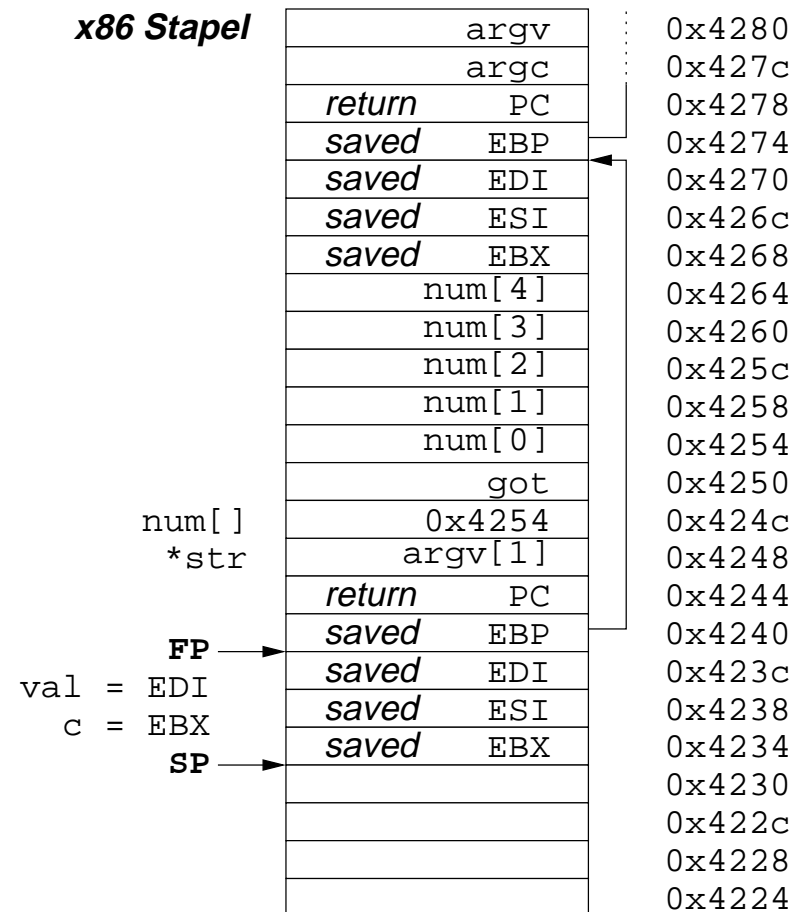 x86 Stapel argv 0x4280
argc 0x427c
return PC 0x4278
saved EBP 0x4274
saved EDI 0x4270
saved ESI 0x426c
saved EBX 0x4268
num[4] 0x4264
num[3] 0x4260
num[2] 0x425c
num[1] 0x4258
num[0] 0x4254
got 0x4250
num[] 0x4254 0x424c
*str argv[1] 0x4248
return PC 0x4244
saved EBP 0x4240
FP
saved EDI 0x423c
val = EDI
saved ESI 0x4238
c = EBX
saved EBX 0x4234
SP
0x4230
0x422c
0x4228
0x4224